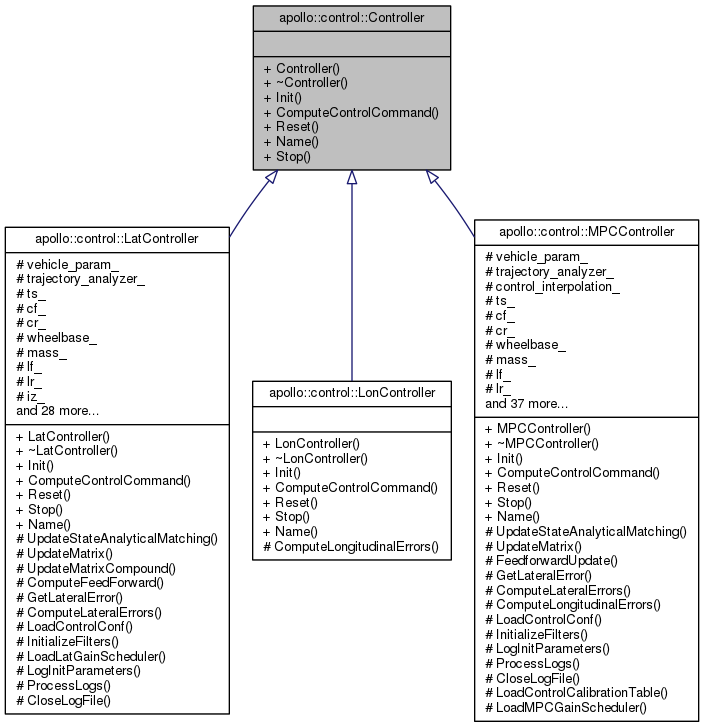 apollo::control::Controller
+ Controller()
+ ~Controller()
+ Init()
+ ComputeControlCommand()
+ Reset()
+ Name()
+ Stop()
apollo::control::LatController
# vehicle_param_
# trajectory_analyzer_
# ts_
# cf_
# cr_
# wheelbase_
# mass_
# lf_
# lr_
# iz_
and 28 more...
+ LatController()
+ ~LatController()
+ Init()
+ ComputeControlCommand()
+ Reset()
+ Stop()
+ Name()
# UpdateStateAnalyticalMatching()
# UpdateMatrix()
# UpdateMatrixCompound()
# ComputeFeedForward()
# GetLateralError()
# ComputeLateralErrors()
# LoadControlConf()
# InitializeFilters()
# LoadLatGainScheduler()
# LogInitParameters()
# ProcessLogs()
# CloseLogFile()
apollo::control::LonController
+ LonController()
+ ~LonController()
+ Init()
+ ComputeControlCommand()
+ Reset()
+ Stop()
+ Name()
# ComputeLongitudinalErrors()
apollo::control::MPCController
# vehicle_param_
# trajectory_analyzer_
# control_interpolation_
# ts_
# cf_
# cr_
# wheelbase_
# mass_
# lf_
# lr_
and 37 more...
+ MPCController()
+ ~MPCController()
+ Init()
+ ComputeControlCommand()
+ Reset()
+ Stop()
+ Name()
# UpdateStateAnalyticalMatching()
# UpdateMatrix()
# FeedforwardUpdate()
# GetLateralError()
# ComputeLateralErrors()
# ComputeLongitudinalErrors()
# LoadControlConf()
# InitializeFilters()
# LogInitParameters()
# ProcessLogs()
# CloseLogFile()
# LoadControlCalibrationTable()
# LoadMPCGainScheduler()